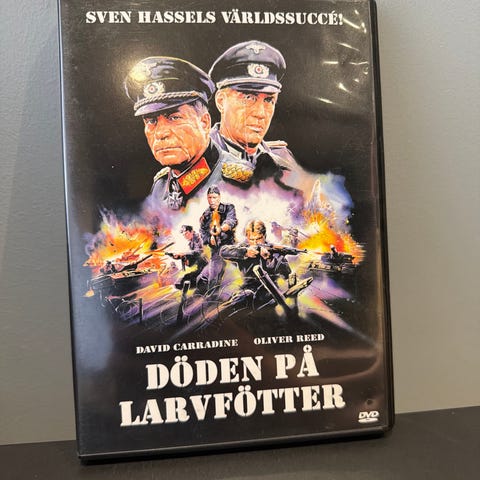 SVEN HASSELS VÄRLDSSUCCÉ!
DAVID CARRADINE OLIVER REED
DÖDEN PÅ
LARVFÖTTER
DVD